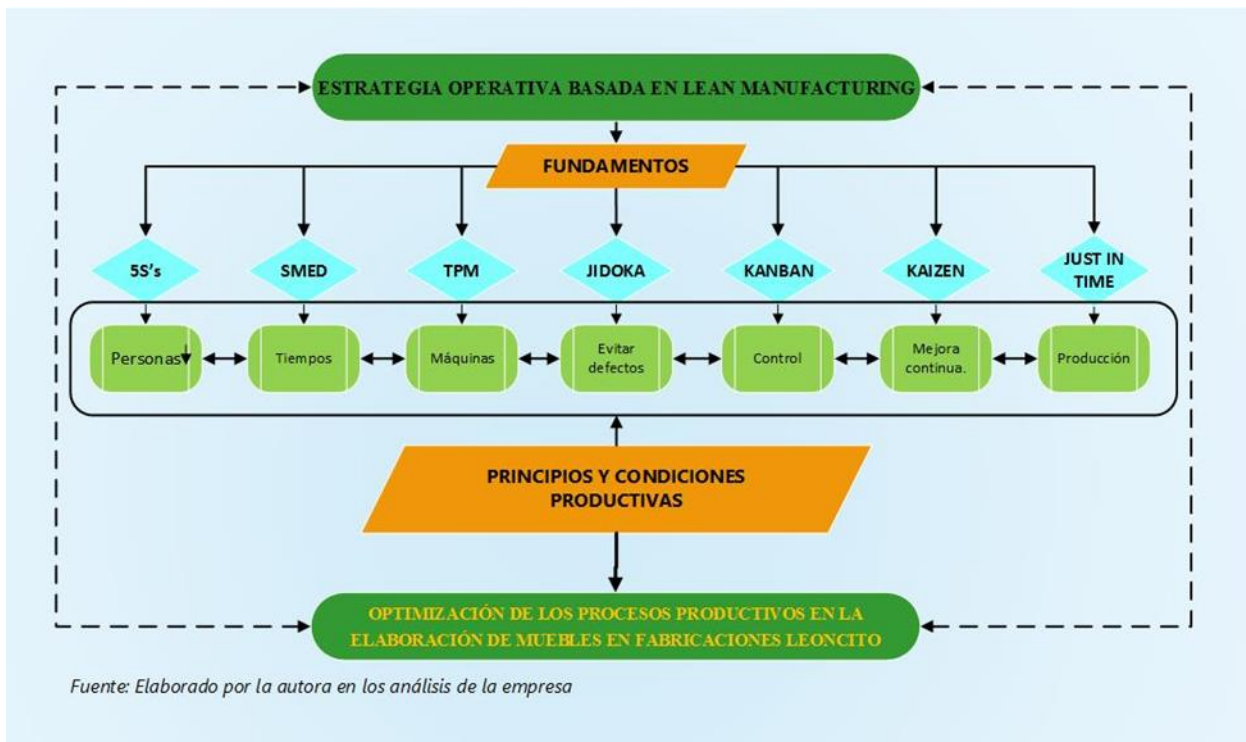 ESTRATEGIA OPERATIVA BASADA EN LEAN MANUFACTURING
FUNDAMENTOS
5S's
SMED
TPM
JIDOKA
KANBAN
KAIZEN
JUST IN
TIME
Personas
Tiempos
Máquinas
Evitar
defectos
Control
Mejora
continua.
Producción
PRINCIPIOS Y CONDICIONES
PRODUCTIVAS
OPTIMIZACIÓN DE LOS PROCESOS PRODUCTIVOS EN LA
ELABORACIÓN DE MUEBLES EN FABRICACIONES LEONCITO
Fuente: Elaborado por la autora en los análisis de la empresa